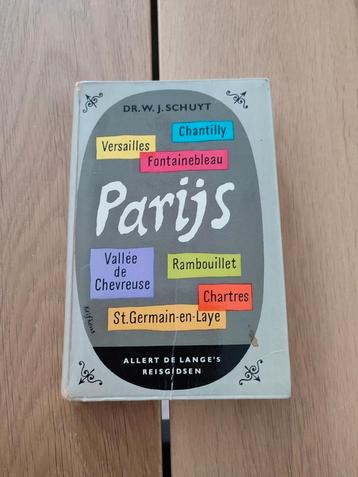 DR. W. J. SCHUYT
Chantilly
Versailles
Fontainebleau
Parijs
Vallée
de
Chevreuse
Rambouillet
Chartres
St. Germain-en-Laye
ALLERT DE LANGE'S
REISGIDSEN